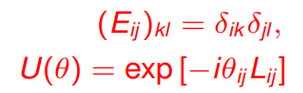 (E_{ij})_{kl} = δ_{ik}δ_{jl},
U(θ) = exp [−iθ_{ij}L_{ij}]